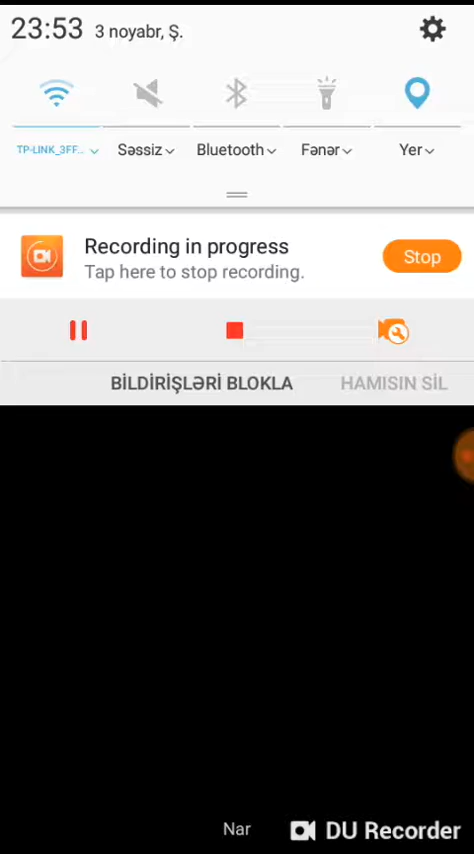 23:53 3 noyabr, Ş.
TP-LINK_3FF... Səssiz Bluetooth Fənər Yer
Recording in progress
Tap here to stop recording.
Stop
BİLDİRİŞLƏRİ BLOKLA HAMISIN SİL
Nar
DU Recorder